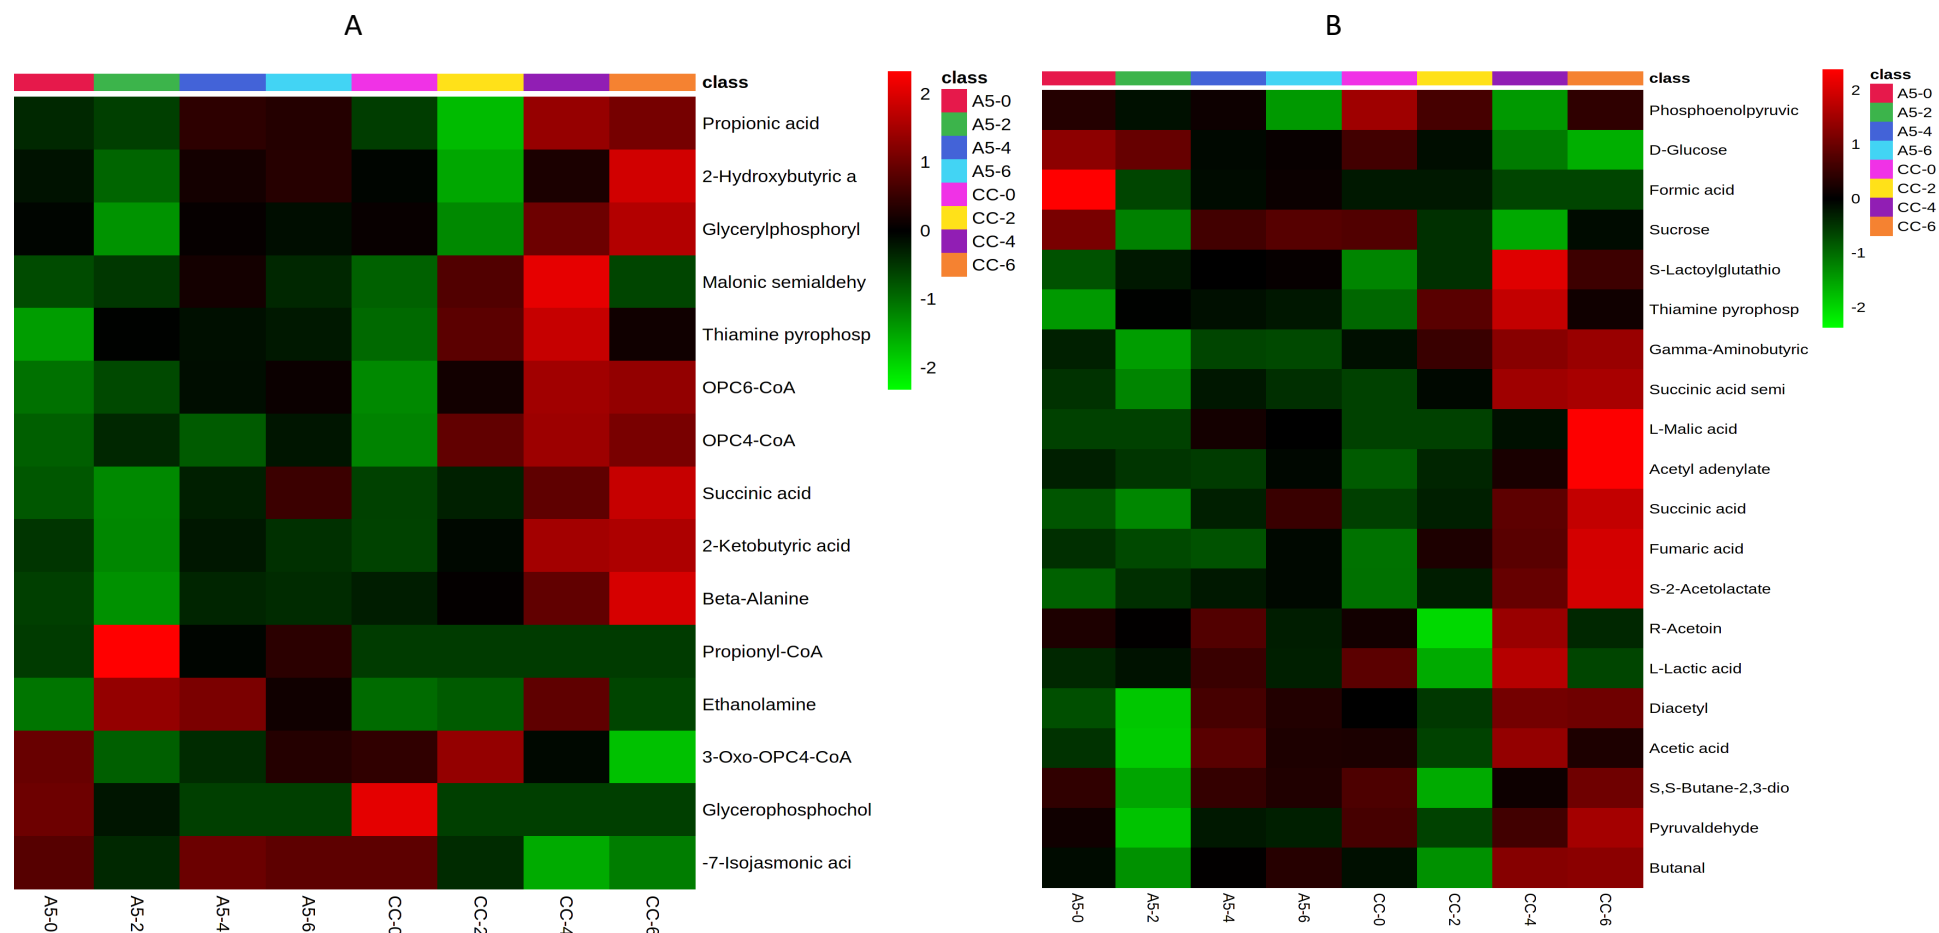 A
class
Propionic acid
2-Hydroxybutyric a
Glycerylphosphoryl
Malonic semialdehy
Thiamine pyrophosp
OPC6-CoA
OPC4-CoA
Succinic acid
2-Ketobutyric acid
Beta-Alanine
Propionyl-CoA
Ethanolamine
3-Oxo-OPC4-CoA
Glycerophosphochol
-7-Isojasmonic aci
A5-0
A5-2
A5-4
A5-6
CC-0
CC-2
CC-4
CC-6
2
1
0
-1
-2
class
A5-0
A5-2
A5-4
A5-6
CC-0
CC-2
CC-4
CC-6
B
class
Phosphoenolpyruvic
D-Glucose
Formic acid
Sucrose
S-Lactoylglutathio
Thiamine pyrophosp
Gamma-Aminobutyric
Succinic acid semi
L-Malic acid
Acetyl adenylate
Succinic acid
Fumaric acid
S-2-Acetolactate
R-Acetoin
L-Lactic acid
Diacetyl
Acetic acid
S,S-Butane-2,3-dio
Pyruvaldehyde
Butanal
A5-0
A5-2
A5-4
A5-6
CC-0
CC-2
CC-4
CC-6
2
1
0
-1
-2
class
A5-0
A5-2
A5-4
A5-6
CC-0
CC-2
CC-4
CC-6